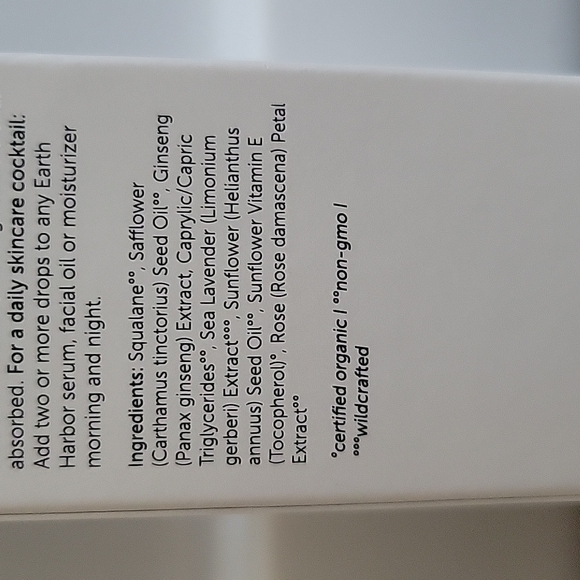 absorbed. For a daily skincare cocktail:
Add two or more drops to any Earth
Harbor serum, facial oil or moisturizer
morning and night.
Ingredients: Squalane°°, Safflower
(Carthamus tinctorius) Seed Oil°°, Ginseng
(Panax ginseng) Extract, Caprylic/Capric
Triglycerides°°, Sea Lavender (Limonium
gerberi) Extract°°°, Sunflower (Helianthus
annuus) Seed Oil°°, Sunflower Vitamin E
(Tocopherol)°, Rose (Rose damascena) Petal
Extract°°
°certified organic | °°non-gmo |
°°°wildcrafted